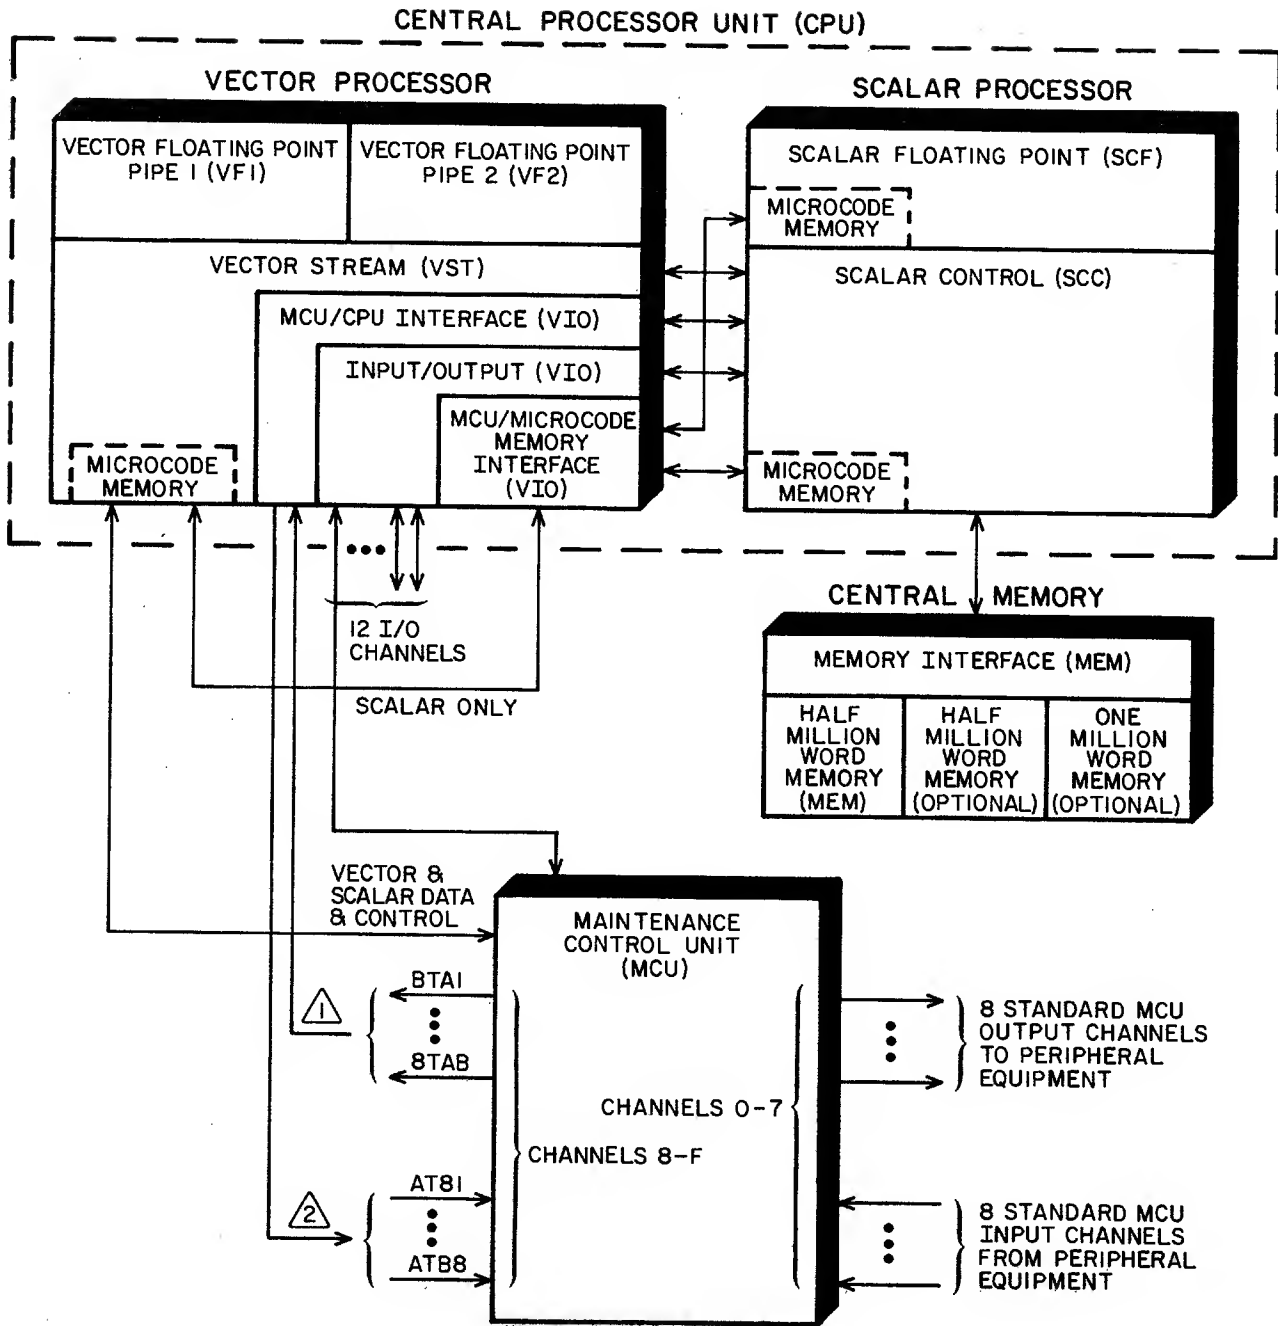 CENTRAL PROCESSOR UNIT (CPU)
VECTOR PROCESSOR
VECTOR FLOATING POINT
PIPE 1 (VF1)
VECTOR FLOATING POINT
PIPE 2 (VF2)
VECTOR STREAM (VST)
MCU/CPU INTERFACE (VIO)
INPUT/OUTPUT (VIO)
MCU/MICROCODE
MEMORY
INTERFACE
(VIO)
MICROCODE
MEMORY
SCALAR PROCESSOR
SCALAR FLOATING POINT (SCF)
MICROCODE
MEMORY
SCALAR CONTROL (SCC)
MICROCODE
MEMORY
12 I/O
CHANNELS
SCALAR ONLY
CENTRAL MEMORY
MEMORY INTERFACE (MEM)
HALF
MILLION
WORD
MEMORY
(MEM)
HALF
MILLION
WORD
MEMORY
(OPTIONAL)
ONE
MILLION
WORD
MEMORY
(OPTIONAL)
VECTOR &
SCALAR DATA
& CONTROL
MAINTENANCE
CONTROL UNIT
(MCU)
1
BTA1
8TAB
CHANNELS 0-7
CHANNELS 8-F
2
AT81
ATB8
8 STANDARD MCU
OUTPUT CHANNELS
TO PERIPHERAL
EQUIPMENT
8 STANDARD MCU
INPUT CHANNELS
FROM PERIPHERAL
EQUIPMENT